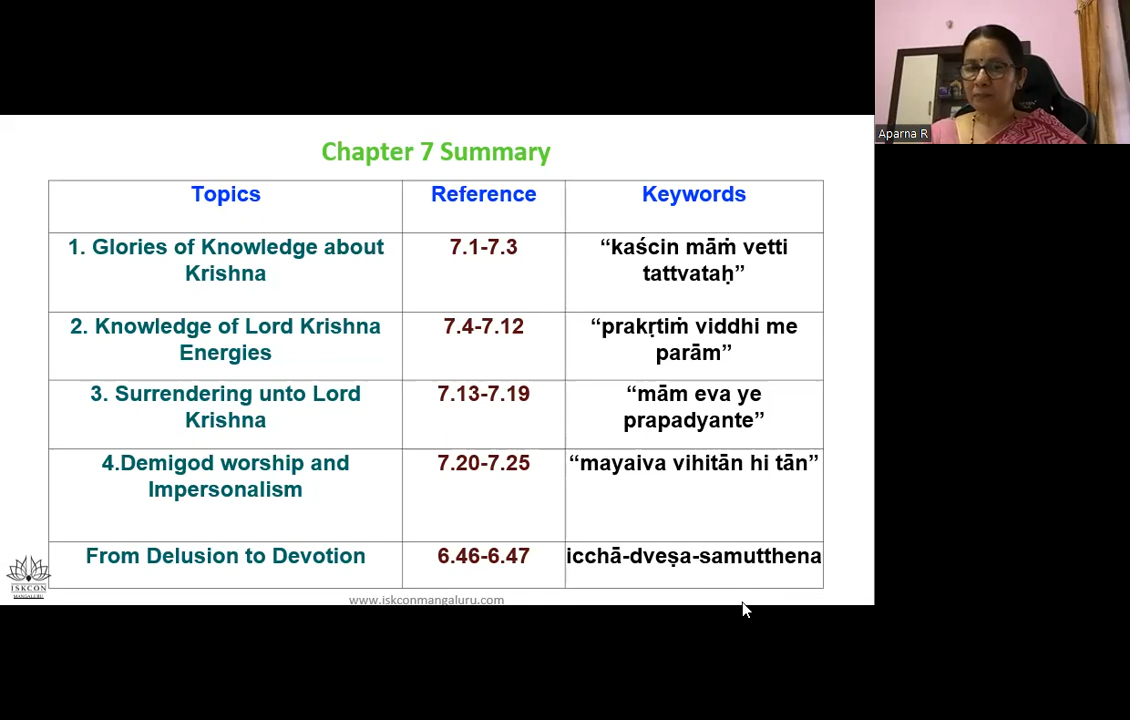 Aparna R
Chapter 7 Summary
Topics
Reference
Keywords
1. Glories of Knowledge about
Krishna
7.1-7.3
“kaścin māṁ vetti
tattvataḥ”
2. Knowledge of Lord Krishna
Energies
7.4-7.12
“prakṛtiṁ viddhi me
parām”
3. Surrendering unto Lord
Krishna
7.13-7.19
“mām eva ye
prapadyante”
4.Demigod worship and
Impersonalism
7.20-7.25
“mayaiva vihitān hi tān”
From Delusion to Devotion
6.46-6.47
icchā-dveṣa-samutthena
ISKCON
MANGALURU
www.iskconmangaluru.com